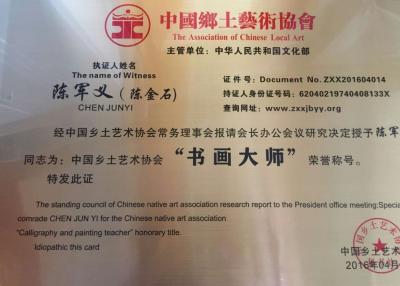 中國鄉土藝術協會
The Association of Chinese Local Art
主管单位：中华人民共和国文化部
执证人姓名
The name of Witness
陈军义（陈金石）
CHEN JUNYI
证件号：Document No.ZXX201604014
持证人身份证号码：62040219740408133X
查询网址：www.zxxjbyy.org
经中国乡土艺术协会常务理事会报请会长办公会议研究决定授予陈军
同志为：中国乡土艺术协会“书画大师”荣誉称号。
特发此证
The standing council of Chinese native art association research report to the President office meeting:Specia
comrade CHEN JUN YI for the Chinese native art association
"Calligraphy and painting teacher" honorary title.
Idiopathic this card
中国乡土艺术
2016年04月